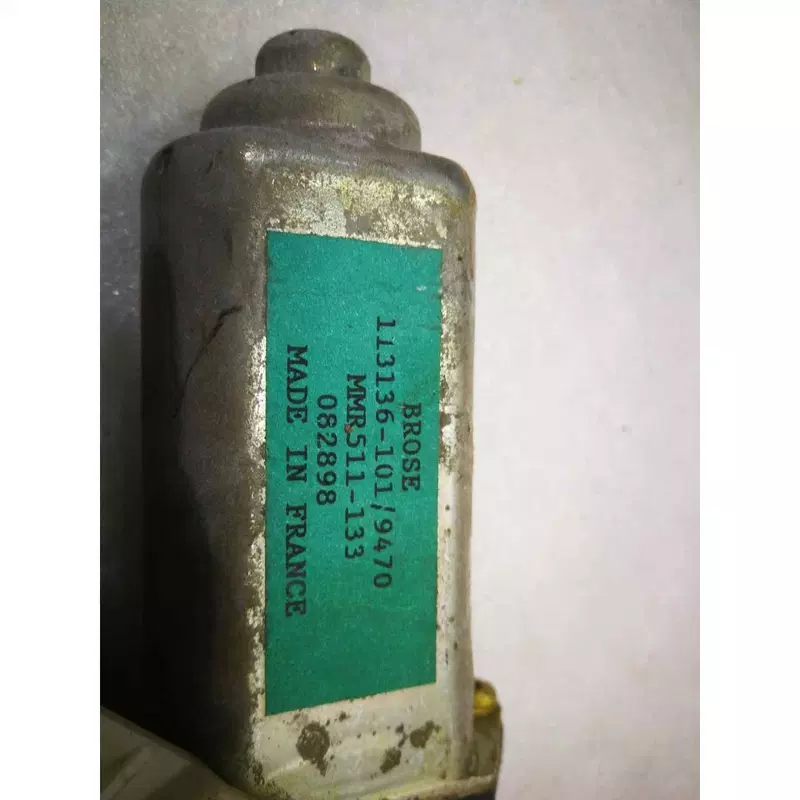 BROSE
113136-101/9470
MMR511-133
082898
MADE IN FRANCE